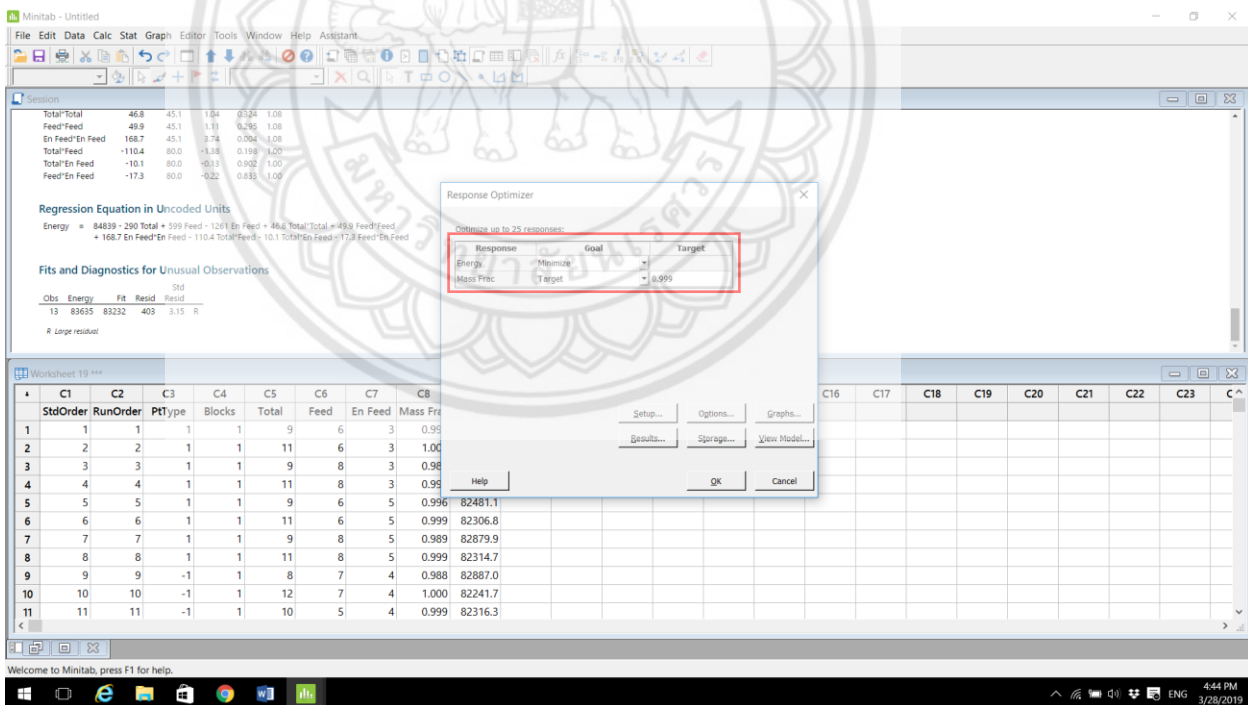 Minitab - Untitled
File Edit Data Calc Stat Graph Editor Tools Window Help Assistant
Session
Total*Total 46.8 45.1 1.04 0.324 1.08
Feed*Feed 49.9 45.1 1.11 0.295 1.08
En Feed*En Feed 168.7 45.1 3.74 0.004 1.08
Total*Feed -110.4 80.0 -1.38 0.198 1.00
Total*En Feed -10.1 80.0 -0.13 0.902 1.00
Feed*En Feed -17.3 80.0 -0.22 0.833 1.00
Regression Equation in Uncoded Units
Energy = 84839 - 290 Total + 599 Feed - 1261 En Feed + 46.8 Total*Total + 49.9 Feed*Feed
+ 168.7 En Feed*En Feed - 110.4 Total*Feed - 10.1 Total*En Feed - 17.3 Feed*En Feed
Fits and Diagnostics for Unusual Observations
Std
Obs Energy Fit Resid Resid
13 83635 83232 403 3.15 R
R Large residual
Response Optimizer
Optimize up to 25 responses:
Response Goal Target
Energy Minimize
Mass Frac Target 0.999
Setup... Options... Graphs...
Results... Storage... View Model...
Help OK Cancel
Worksheet 19 ***
C1 C2 C3 C4 C5 C6 C7 C8 C16 C17 C18 C19 C20 C21 C22 C23
StdOrder RunOrder PtType Blocks Total Feed En Feed Mass Fra
1 1 1 1 1 9 6 3 0.99
2 2 2 1 1 11 6 3 1.00
3 3 3 1 1 9 8 3 0.98
4 4 4 1 1 11 8 3 0.99
5 5 5 1 1 9 6 5 0.996 82481.1
6 6 6 1 1 11 6 5 0.999 82306.8
7 7 7 1 1 9 8 5 0.989 82879.9
8 8 8 1 1 11 8 5 0.999 82314.7
9 9 9 -1 1 8 7 4 0.988 82887.0
10 10 10 -1 1 12 7 4 1.000 82241.7
11 11 11 -1 1 10 5 4 0.999 82316.3
Welcome to Minitab, press F1 for help.
ENG 4:44 PM
3/28/2019